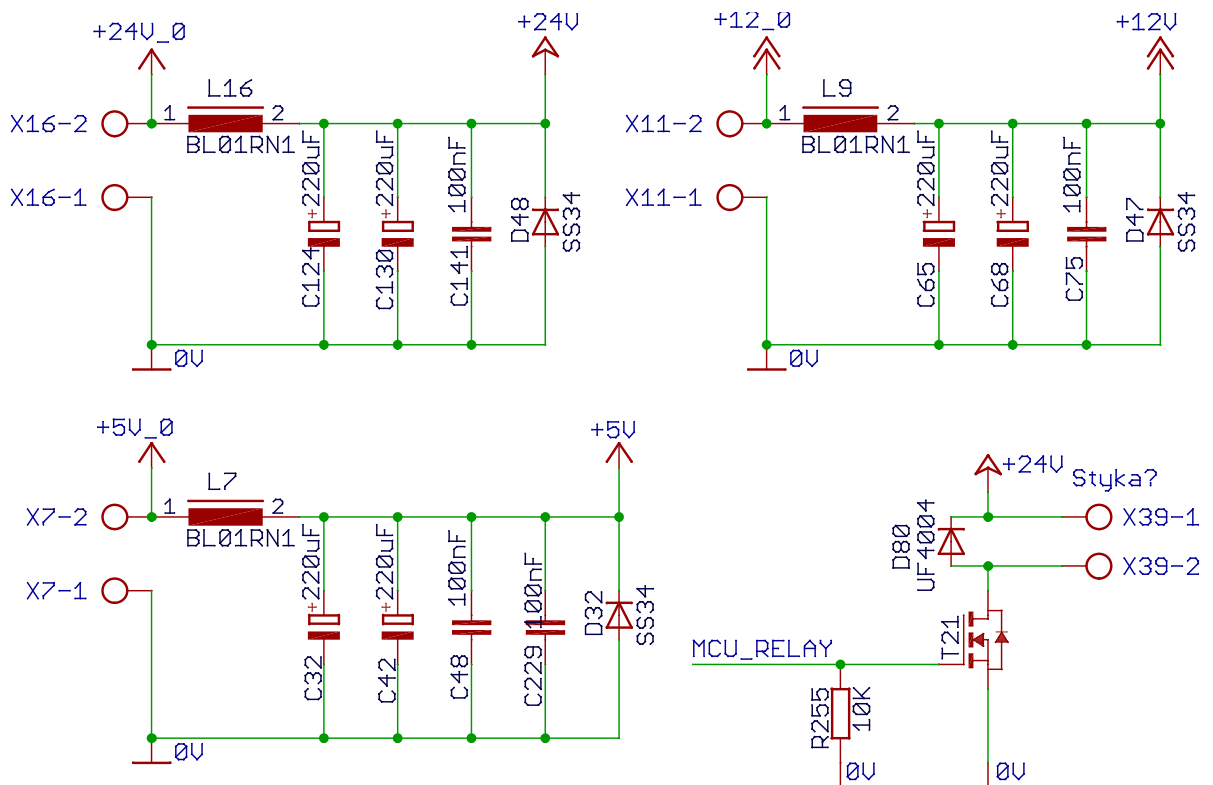 +24V_0
+24V
L16
1
2
X16-2
BL01RN1
X16-1
220uF
220uF
100nF
+
+
D48
SS34
C124
C130
C141
0V
+12_0
+12V
L9
1
2
X11-2
BL01RN1
X11-1
220uF
220uF
100nF
+
+
D47
SS34
C65
C68
C75
0V
+5V_0
+5V
L7
1
2
X7-2
BL01RN1
X7-1
220uF
220uF
100nF
100nF
+
+
D32
SS34
C32
C42
C48
C229
0V
+24V
Styka?
X39-1
D80
UF4004
X39-2
T21
MCU_RELAY
R255
10K
0V
0V